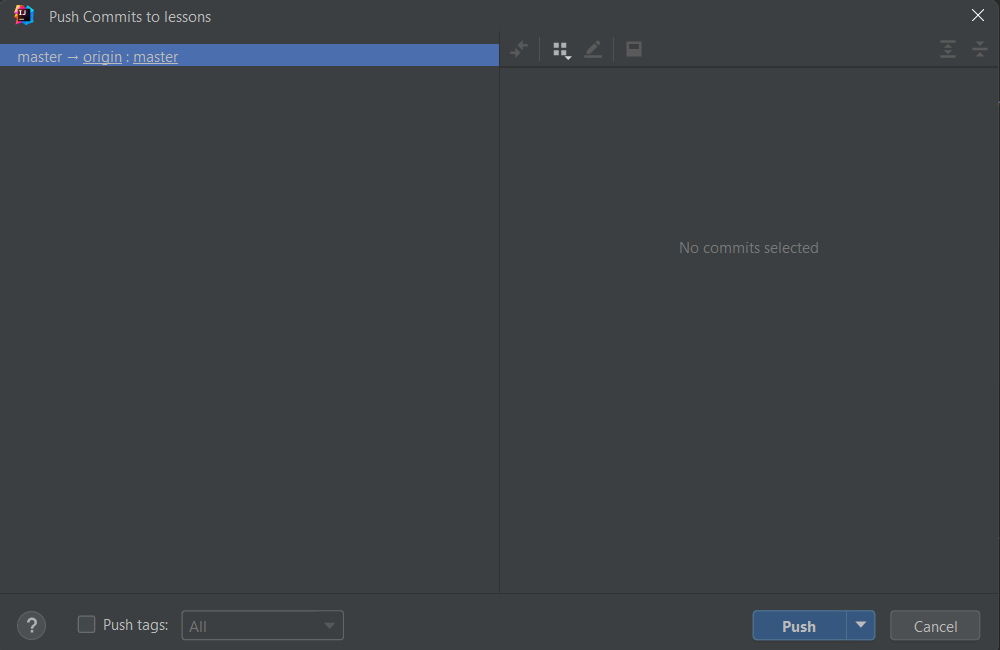 Push Commits to lessons
master → origin : master
No commits selected
? Push tags: All Push Cancel